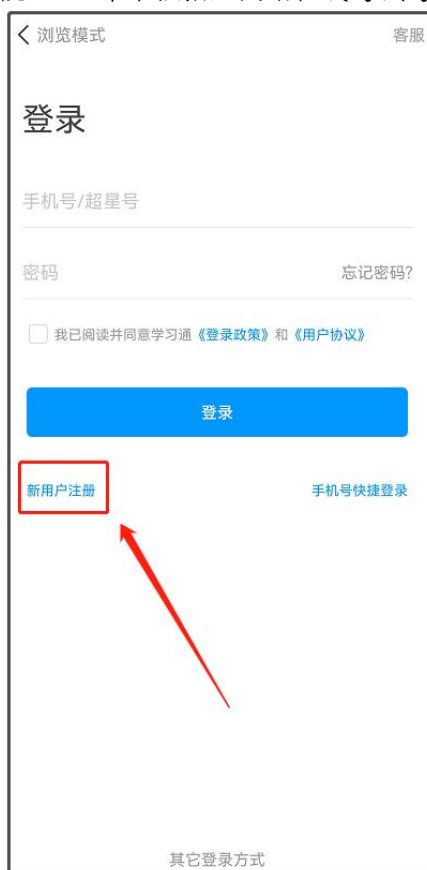 浏览模式 客服
登录
手机号/超星号
密码 忘记密码?
我已阅读并同意学习通《登录政策》和《用户协议》
登录
新用户注册 手机号快捷登录
其它登录方式